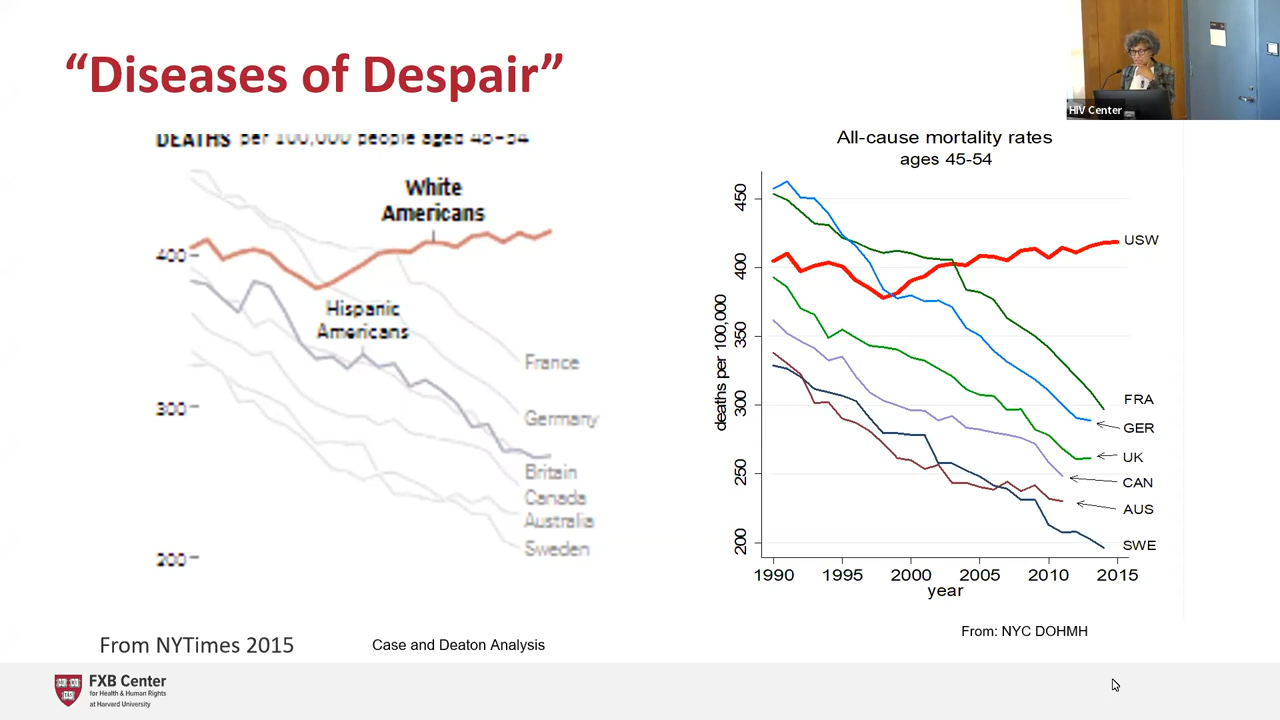 “Diseases of Despair”
HIV Center
DEATHS per 100,000 people aged 45–54
White
Americans
400
Hispanic
Americans
France
300
Germany
Britain
Canada
Australia
200
Sweden
From NYTimes 2015
Case and Deaton Analysis
All-cause mortality rates
ages 45-54
deaths per 100,000
450
400
350
300
250
200
USW
FRA
GER
UK
CAN
AUS
SWE
1990 1995 2000 2005 2010 2015
year
From: NYC DOHMH
FXB Center
for Health & Human Rights
at Harvard University